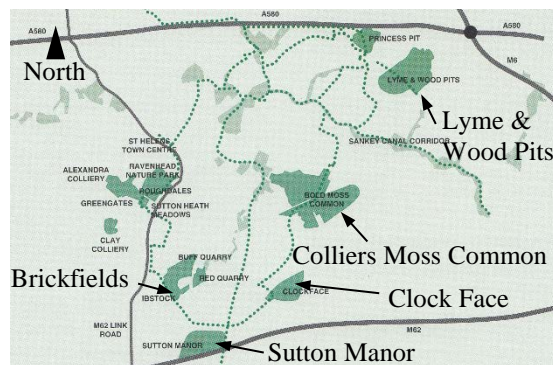 A580
A580
A580
PRINCESS PIT
North
M6
LYME & WOOD PITS
Lyme &
Wood Pits
ST HELENS
TOWN CENTRE
SANKEY CANAL CORRIDOR
RAVENHEAD
NATURE PARK
ALEXANDRA
COLLIERY
ROUGHDALES
GREENGATES
SUTTON HEATH
MEADOWS
BOLD MOSS
COMMON
CLAY
COLLIERY
Colliers Moss Common
BUFF QUARRY
Brickfields
RED QUARRY
IBSTOCK
CLOCKFACE
Clock Face
M62 LINK
ROAD
M62
SUTTON MANOR
Sutton Manor